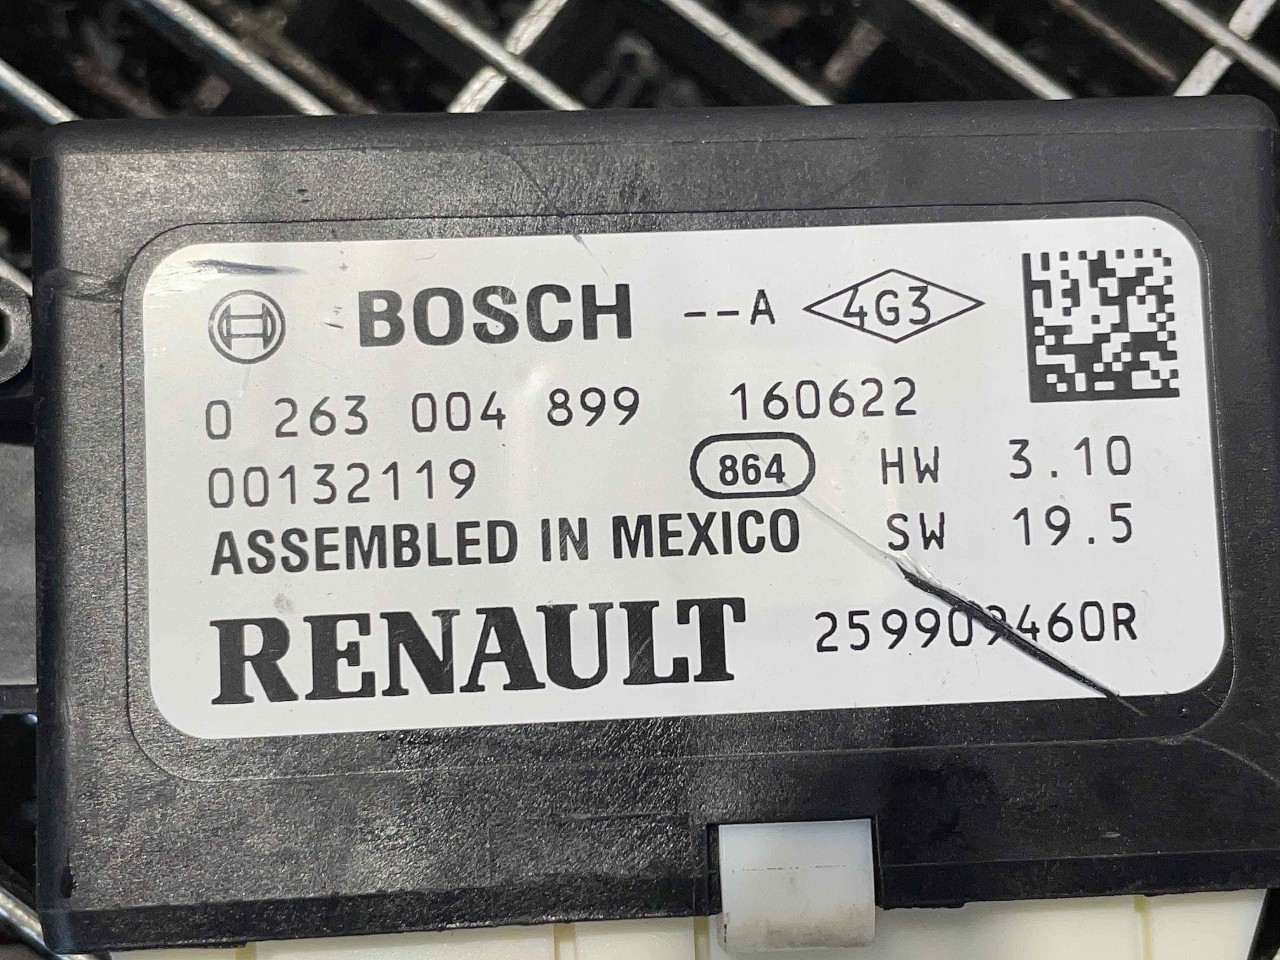 BOSCH --A 4G3
0 263 004 899 160622
00132119 864 HW 3.10
ASSEMBLED IN MEXICO SW 19.5
RENAULT 259909460R